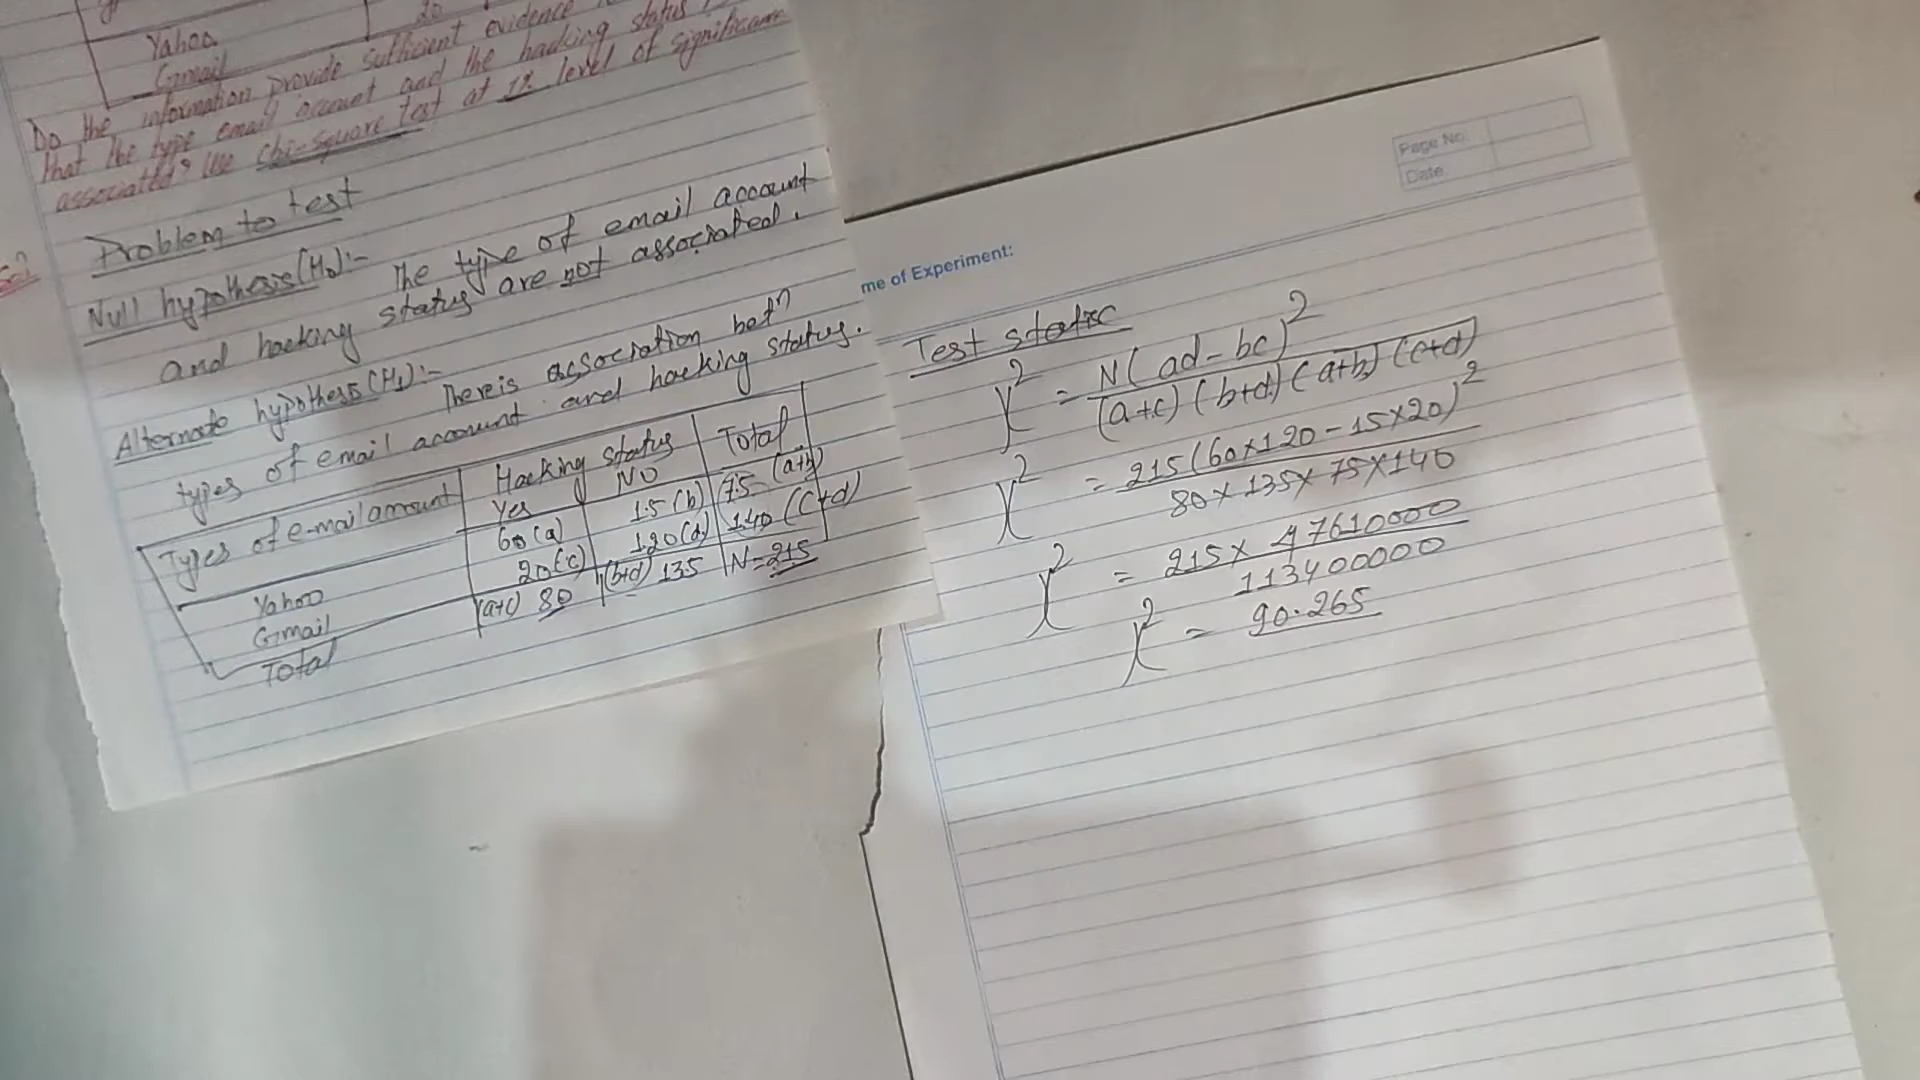 Yahoo
20
Gmail
Do the information provide sufficient evidence
that the type email account and the hacking status
associated? Use chi-square test at 1% level of significance
Problem to test
Null hypothesis (H₀):- The type of email account
and hacking status are not associated.
Alternate hypothesis (H₁):- There is association betⁿ
types of email account and hacking status.
Types of e-mail amount
Hacking status
Total
Yes
NO
Yahoo
60 (a)
15 (b)
75 (a+b)
Gmail
20 (c)
120 (d)
140 (c+d)
Total
(a+c) 80
(b+d) 135
N = 215
Page No.
Date
me of Experiment:
Test static
χ² = N(ad-bc)² / (a+c)(b+d)(a+b)(c+d)
χ² = 215(60×120-15×20)² / 80×135×75×140
χ² = 215× 47610000 / 113400000
χ² = 90.265